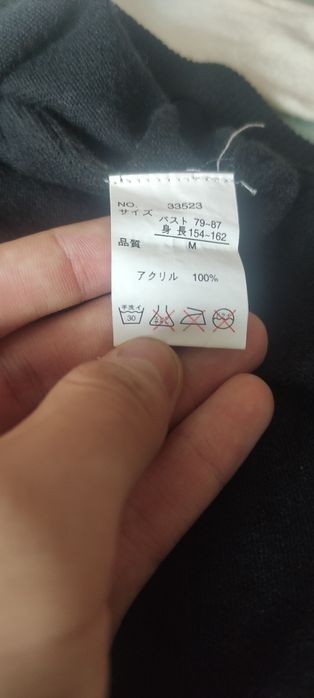 NO. 33523
サイズ バスト 79~87
身 長 154~162
品質 M
アクリル 100%
手洗イ
30